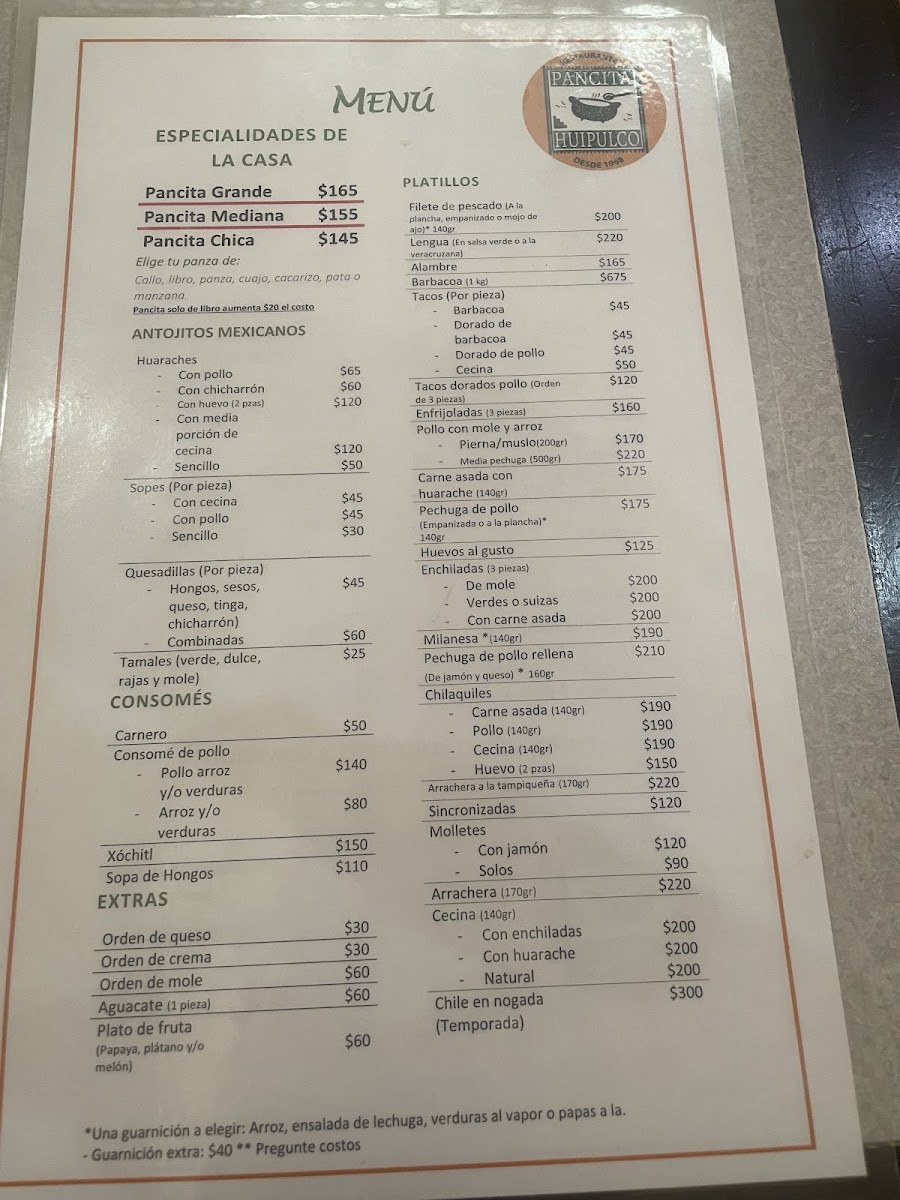 MENÚ
RESTAURANTE
PANCITA
HUIPULCO
DESDE 1968
ESPECIALIDADES DE
LA CASA
Pancita Grande $165
Pancita Mediana $155
Pancita Chica $145
Elige tu panza de:
Callo, libro, panza, cuajo, cacarizo, pata o
manzana.
Pancita solo de libro aumenta $20 el costo
ANTOJITOS MEXICANOS
Huaraches
- Con pollo $65
- Con chicharrón $60
- Con huevo (2 pzas) $120
- Con media
porción de
cecina $120
- Sencillo $50
Sopes (Por pieza)
- Con cecina $45
- Con pollo $45
- Sencillo $30
Quesadillas (Por pieza)
- Hongos, sesos, $45
queso, tinga,
chicharrón)
- Combinadas $60
Tamales (verde, dulce, $25
rajas y mole)
CONSOMÉS
Carnero $50
Consomé de pollo
- Pollo arroz $140
y/o verduras
- Arroz y/o $80
verduras
Xóchitl $150
Sopa de Hongos $110
EXTRAS
Orden de queso $30
Orden de crema $30
Orden de mole $60
Aguacate (1 pieza) $60
Plato de fruta
(Papaya, plátano y/o $60
melón)
PLATILLOS
Filete de pescado (A la
plancha, empanizado o mojo de $200
ajo)* 140gr
Lengua (En salsa verde o a la $220
veracruzana)
Alambre $165
Barbacoa (1 kg) $675
Tacos (Por pieza)
- Barbacoa $45
- Dorado de
barbacoa $45
- Dorado de pollo $45
- Cecina $50
Tacos dorados pollo (Orden $120
de 3 piezas)
Enfrijoladas (3 piezas) $160
Pollo con mole y arroz
- Pierna/muslo(200gr) $170
- Media pechuga (500gr) $220
Carne asada con $175
huarache (140gr)
Pechuga de pollo $175
(Empanizada o a la plancha)*
140gr
Huevos al gusto $125
Enchiladas (3 piezas)
- De mole $200
- Verdes o suizas $200
- Con carne asada $200
Milanesa *(140gr) $190
Pechuga de pollo rellena $210
(De jamón y queso) * 160gr
Chilaquiles
- Carne asada (140gr) $190
- Pollo (140gr) $190
- Cecina (140gr) $190
- Huevo (2 pzas) $150
Arrachera a la tampiqueña (170gr) $220
Sincronizadas $120
Molletes
- Con jamón $120
- Solos $90
Arrachera (170gr) $220
Cecina (140gr)
- Con enchiladas $200
- Con huarache $200
- Natural $200
Chile en nogada $300
(Temporada)
*Una guarnición a elegir: Arroz, ensalada de lechuga, verduras al vapor o papas a la.
- Guarnición extra: $40 ** Pregunte costos